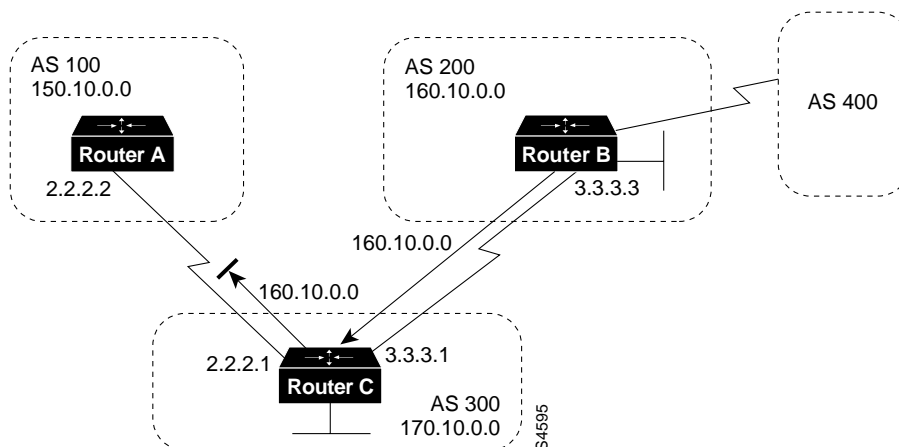 AS 100
150.10.0.0
Router A
2.2.2.2
AS 200
160.10.0.0
Router B
3.3.3.3
AS 400
160.10.0.0
160.10.0.0
2.2.2.1
3.3.3.1
Router C
AS 300
170.10.0.0
S4595